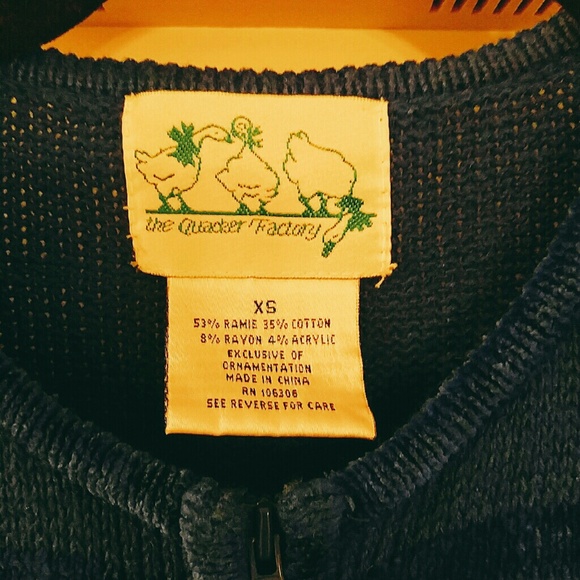 the Quacker Factory
XS
53% RAMIE 35% COTTON
8% RAYON 4% ACRYLIC
EXCLUSIVE OF
ORNAMENTATION
MADE IN CHINA
RN 106306
SEE REVERSE FOR CARE